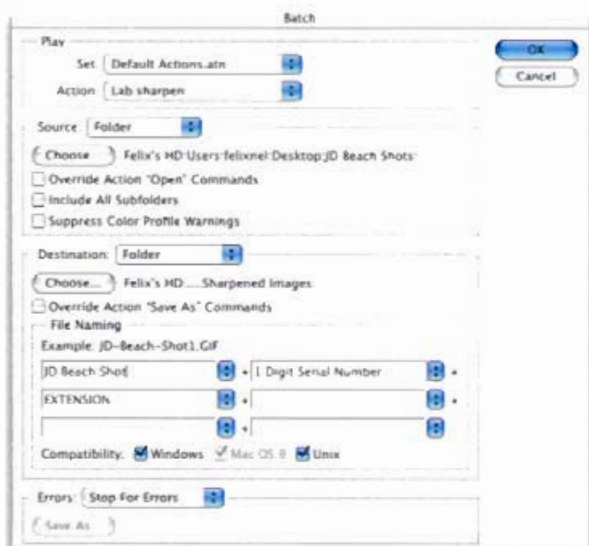 Batch
Play
Set: Default Actions.atn
OK
Action: Lab sharpen
Cancel
Source: Folder
Choose... Felix's HD:Users:felixnel:Desktop:JD Beach Shots:
Override Action "Open" Commands
Include All Subfolders
Suppress Color Profile Warnings
Destination: Folder
Choose... Felix's HD:...:Sharpened Images:
Override Action "Save As" Commands
File Naming
Example: JD-Beach-Shot1.GIF
JD Beach Shot + 1 Digit Serial Number +
EXTENSION + +
+
Compatibility: Windows Mac OS 9 Unix
Errors: Stop For Errors
Save As...